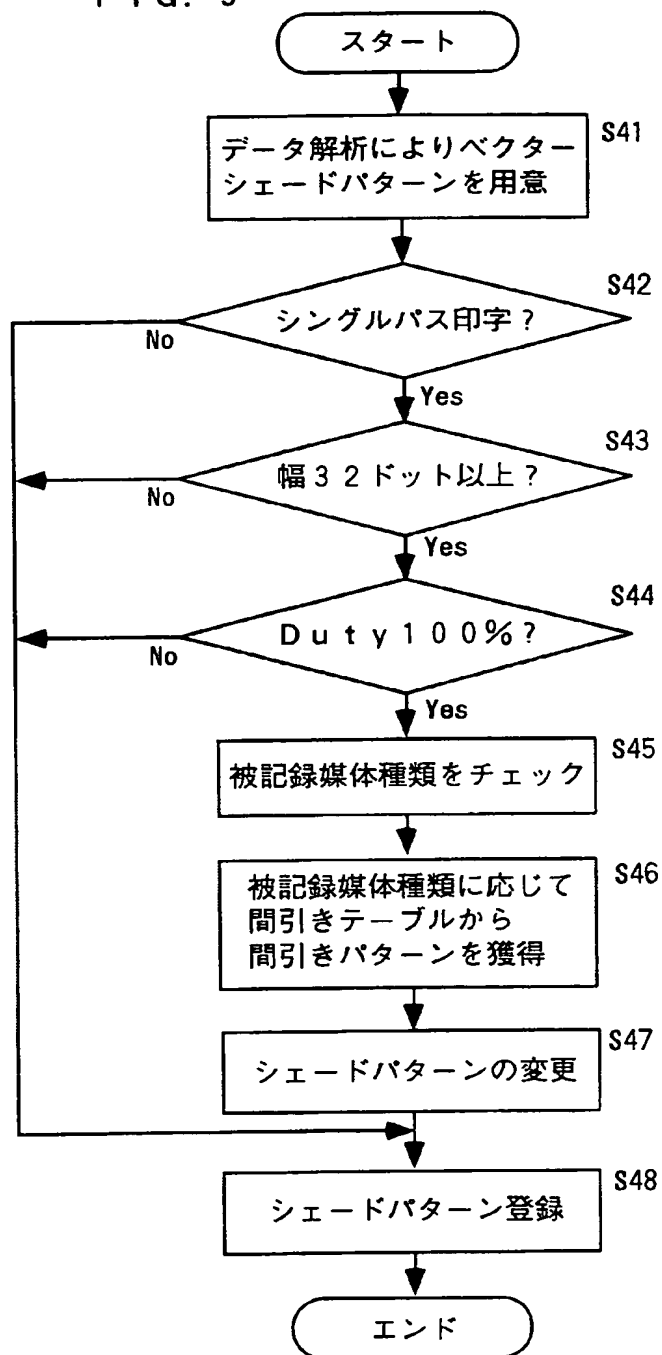 スタート
S41
データ解析によりベクター
シェードパターンを用意
S42
シングルパス印字?
No
Yes
S43
幅32ドット以上?
No
Yes
S44
Duty100%?
No
Yes
S45
被記録媒体種類をチェック
S46
被記録媒体種類に応じて
間引きテーブルから
間引きパターンを獲得
S47
シェードパターンの変更
S48
シェードパターン登録
エンド